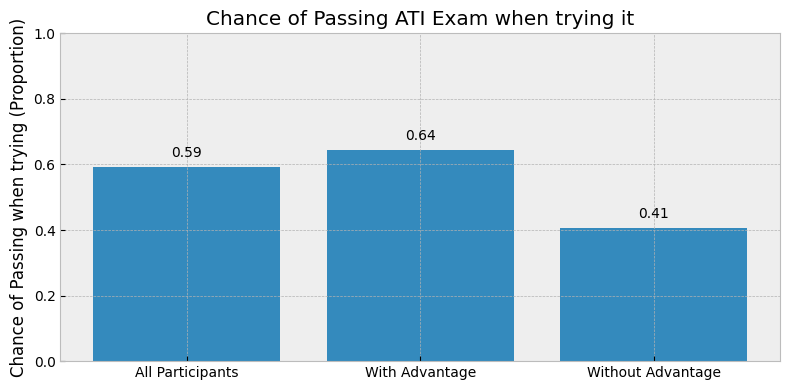 Chance of Passing ATI Exam when trying it
Chance of Passing when trying (Proportion)
1.0
0.8
0.6
0.4
0.2
0.0
0.59
0.64
0.41
All Participants
With Advantage
Without Advantage